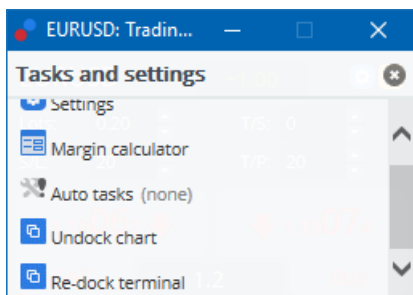 EURUSD: Tradin...
Tasks and settings
Settings
Margin calculator
Auto tasks (none)
Undock chart
Re-dock terminal